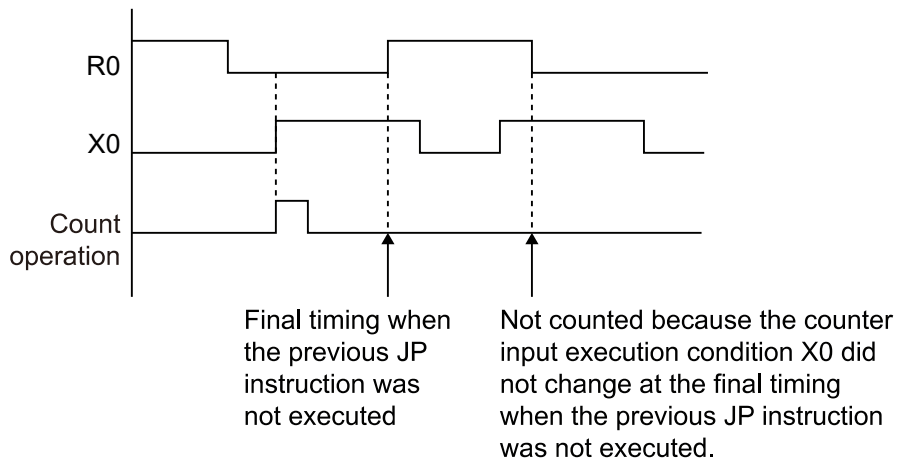 R0
X0
Count
operation
Final timing when
the previous JP
instruction was
not executed
Not counted because the counter
input execution condition X0 did
not change at the final timing
when the previous JP instruction
was not executed.